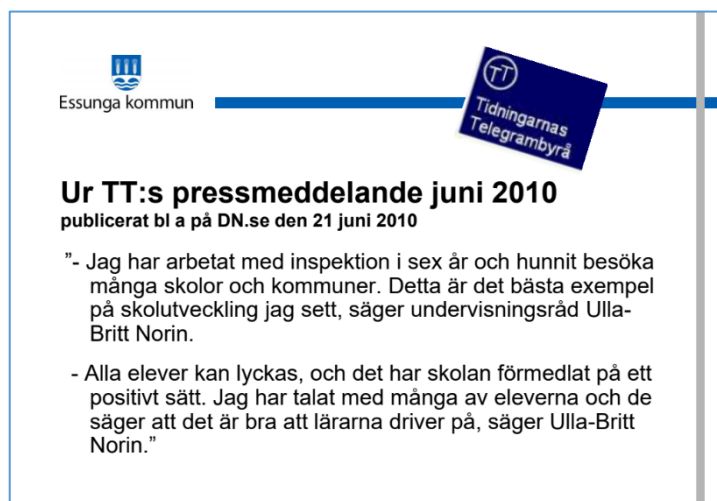 Essunga kommun
TT
Tidningarnas
Telegrambyrå
Ur TT:s pressmeddelande juni 2010
publicerat bl a på DN.se den 21 juni 2010
”- Jag har arbetat med inspektion i sex år och hunnit besöka
många skolor och kommuner. Detta är det bästa exempel
på skolutveckling jag sett, säger undervisningsråd Ulla-
Britt Norin.
- Alla elever kan lyckas, och det har skolan förmedlat på ett
positivt sätt. Jag har talat med många av eleverna och de
säger att det är bra att lärarna driver på, säger Ulla-Britt
Norin.”